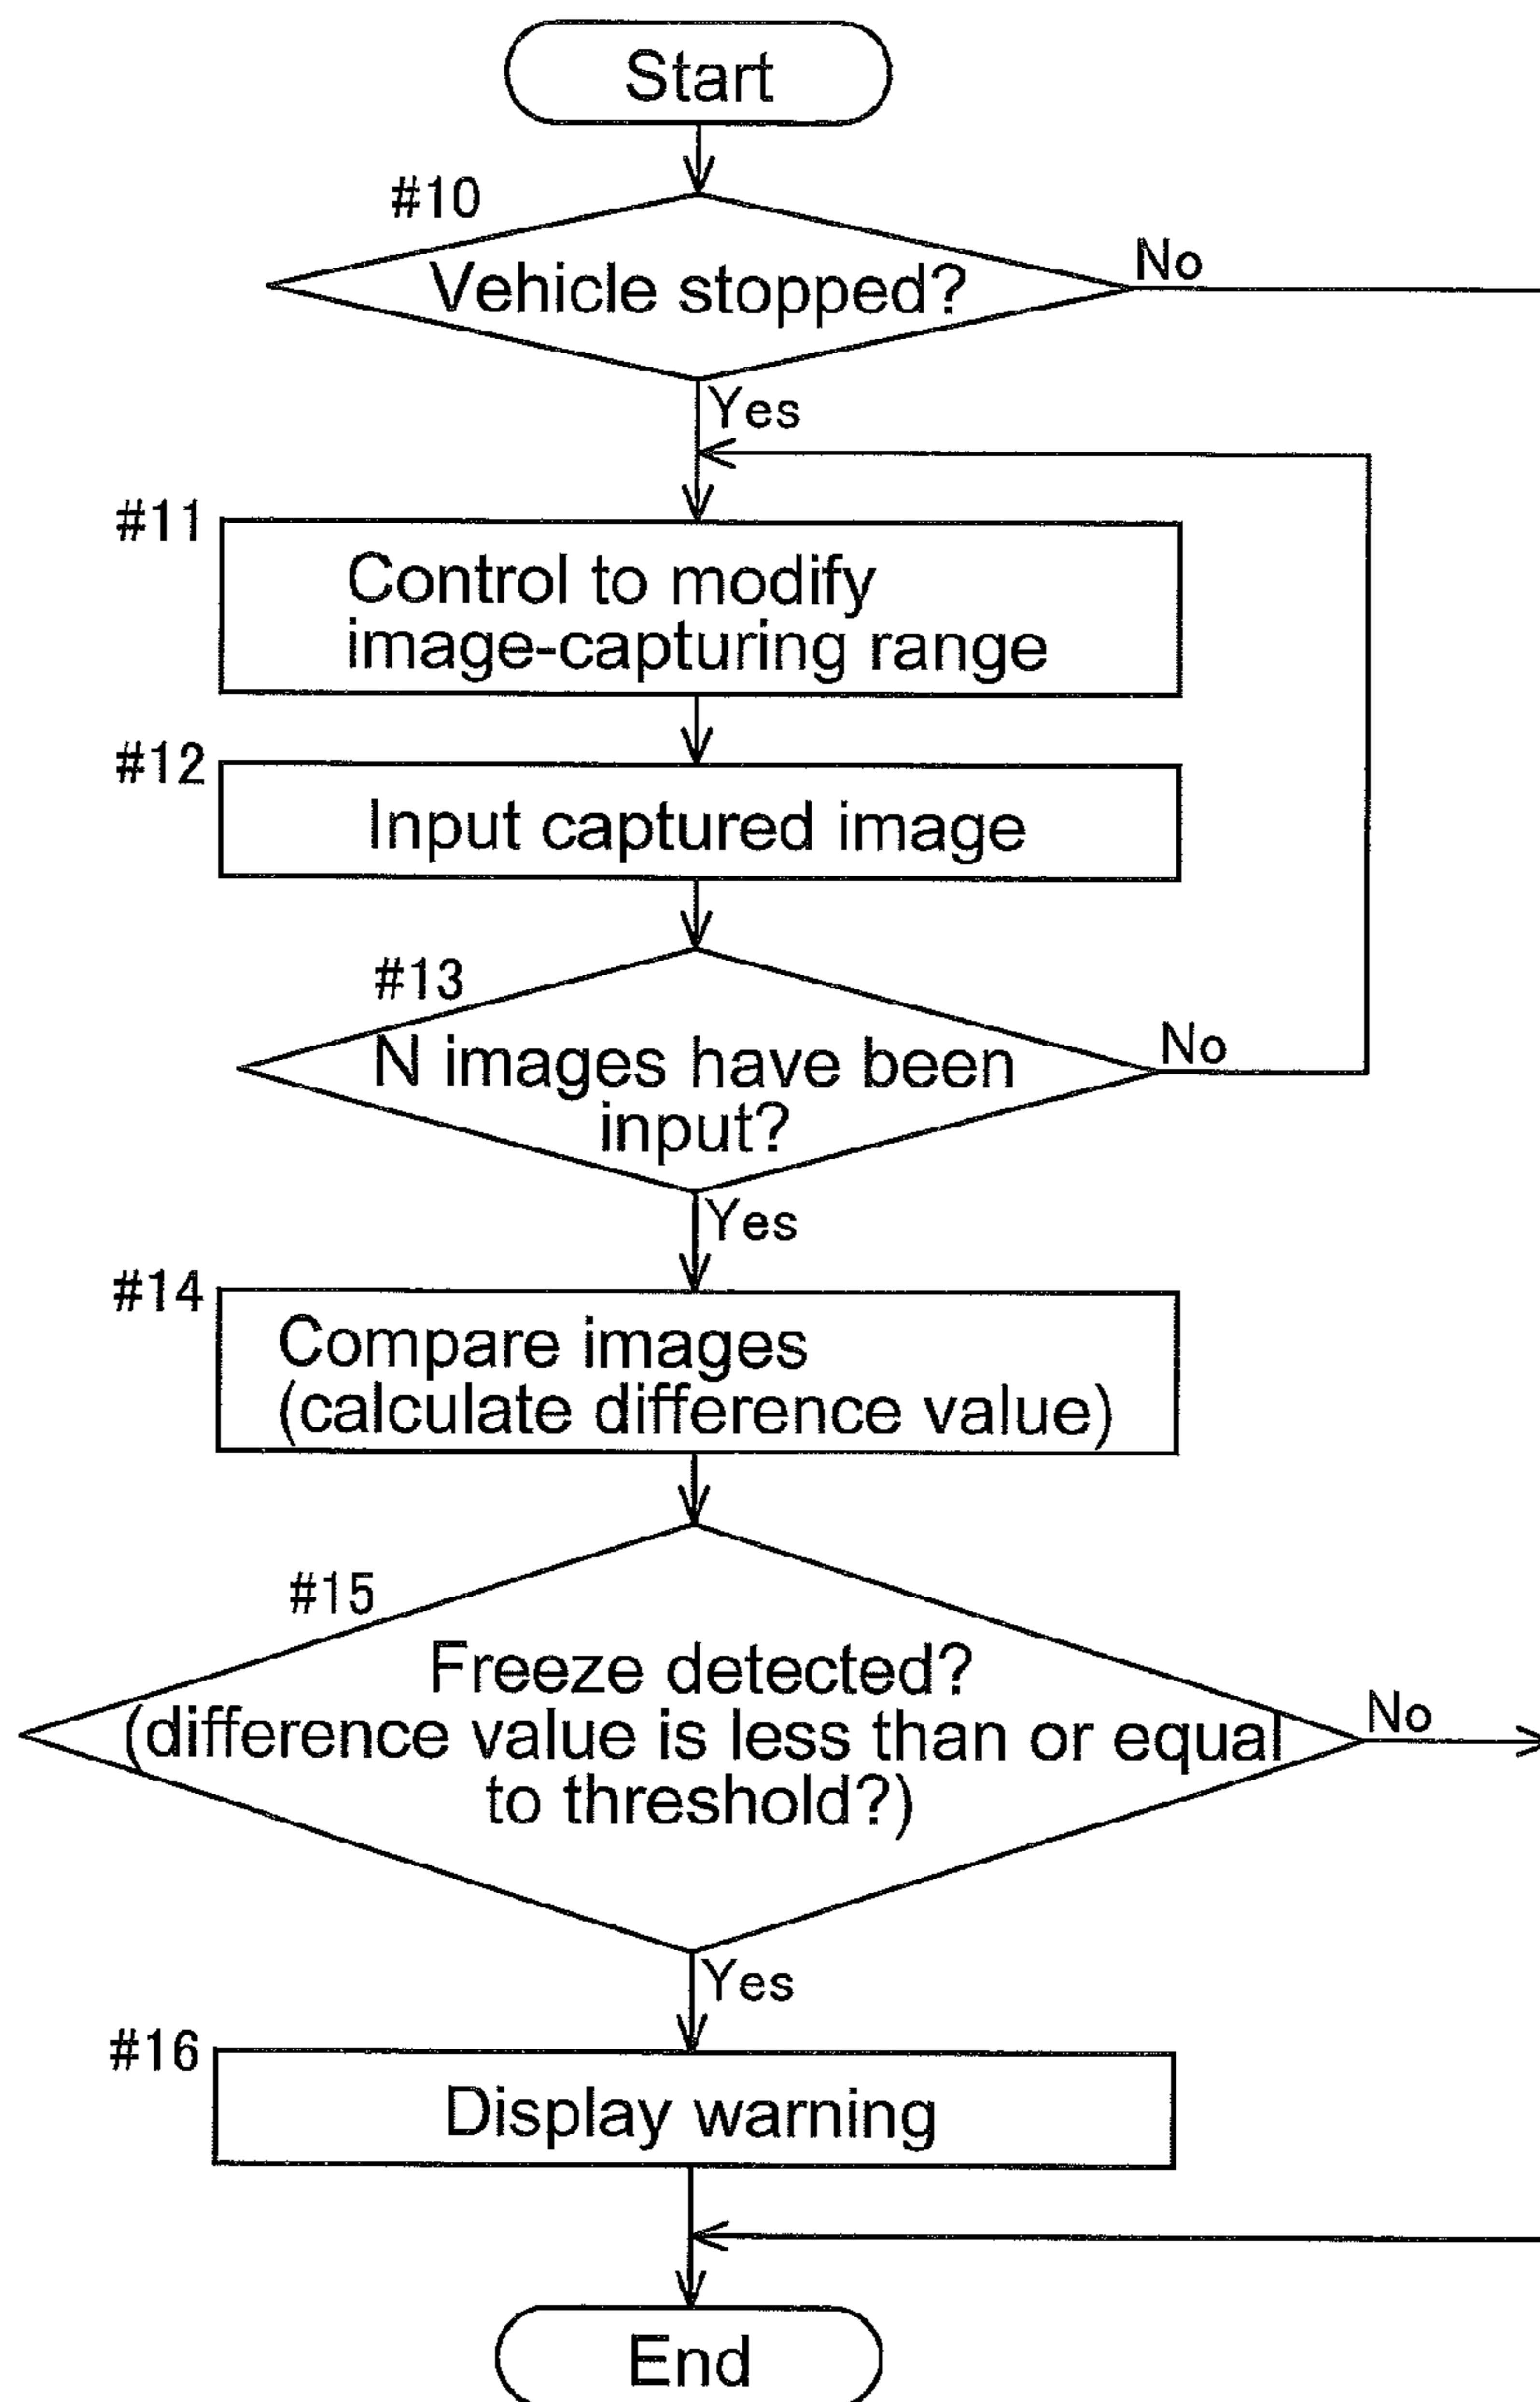 Start
#10
Vehicle stopped?
No
Yes
#11
Control to modify
image-capturing range
#12
Input captured image
#13
N images have been
input?
No
Yes
#14
Compare images
(calculate difference value)
#15
Freeze detected?
(difference value is less than or equal
to threshold?)
No
Yes
#16
Display warning
End